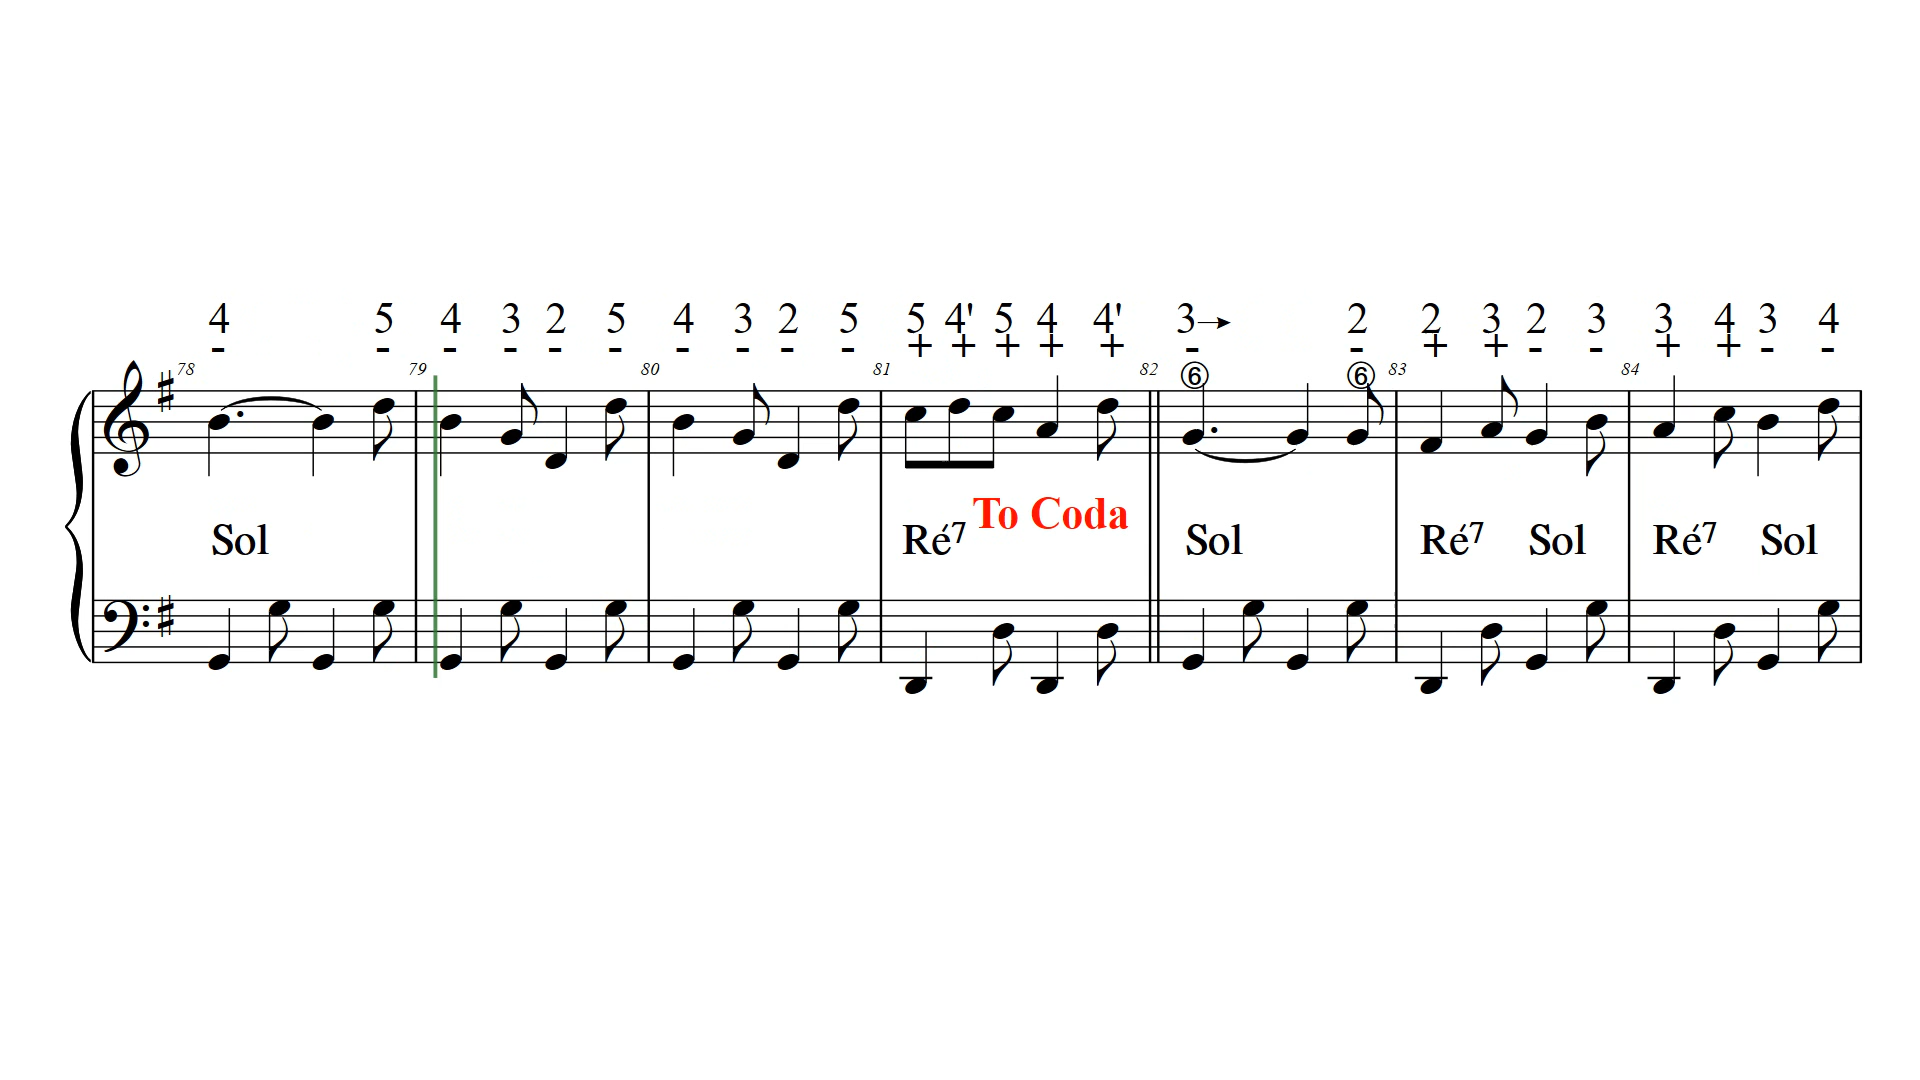 4 5 4 3 2 5 4 3 2 5 5 4' 5 4 4' 3→ 2 2 3 2 3 3 4 3 4
- - - - - - - - - - + + + + + - - + + - - + + - -
78 79 80 81 82 ⑥ ⑥ 83 84
To Coda
Sol Ré7 Sol Ré7 Sol Ré7 Sol